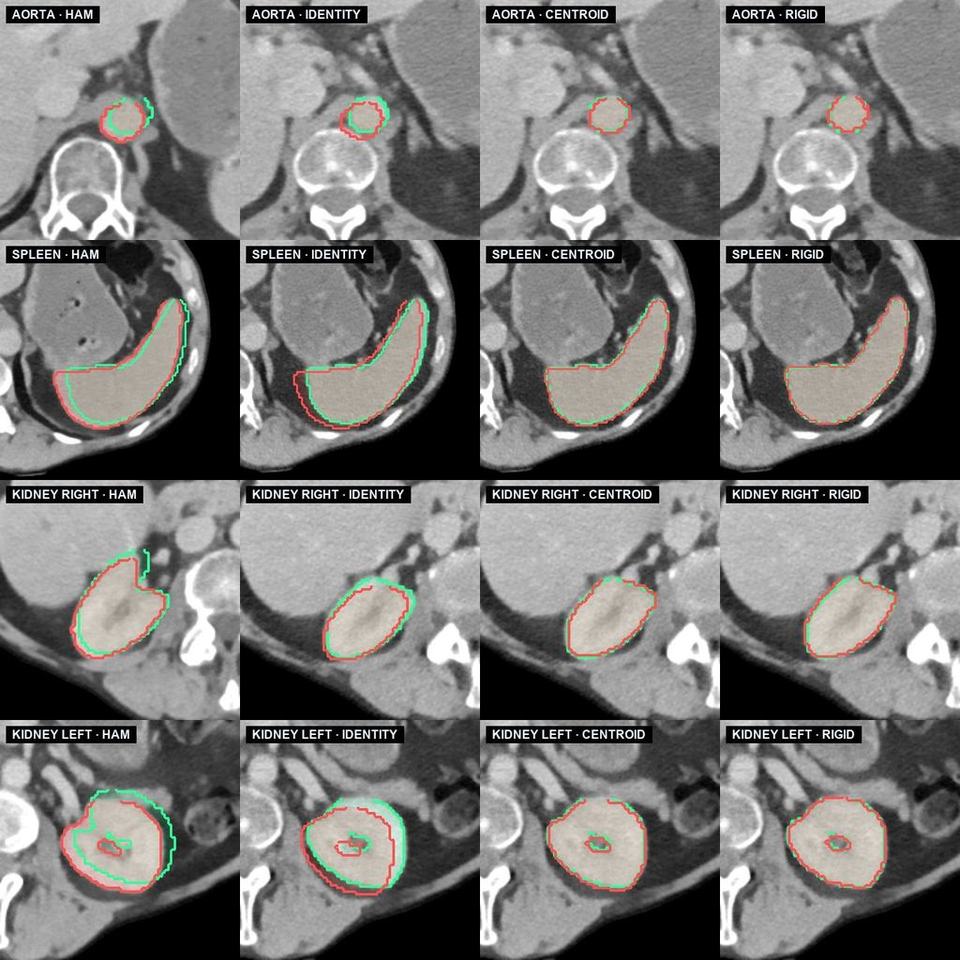 AORTA · HAM
AORTA · IDENTITY
AORTA · CENTROID
AORTA · RIGID
SPLEEN · HAM
SPLEEN · IDENTITY
SPLEEN · CENTROID
SPLEEN · RIGID
KIDNEY RIGHT · HAM
KIDNEY RIGHT · IDENTITY
KIDNEY RIGHT · CENTROID
KIDNEY RIGHT · RIGID
KIDNEY LEFT · HAM
KIDNEY LEFT · IDENTITY
KIDNEY LEFT · CENTROID
KIDNEY LEFT · RIGID